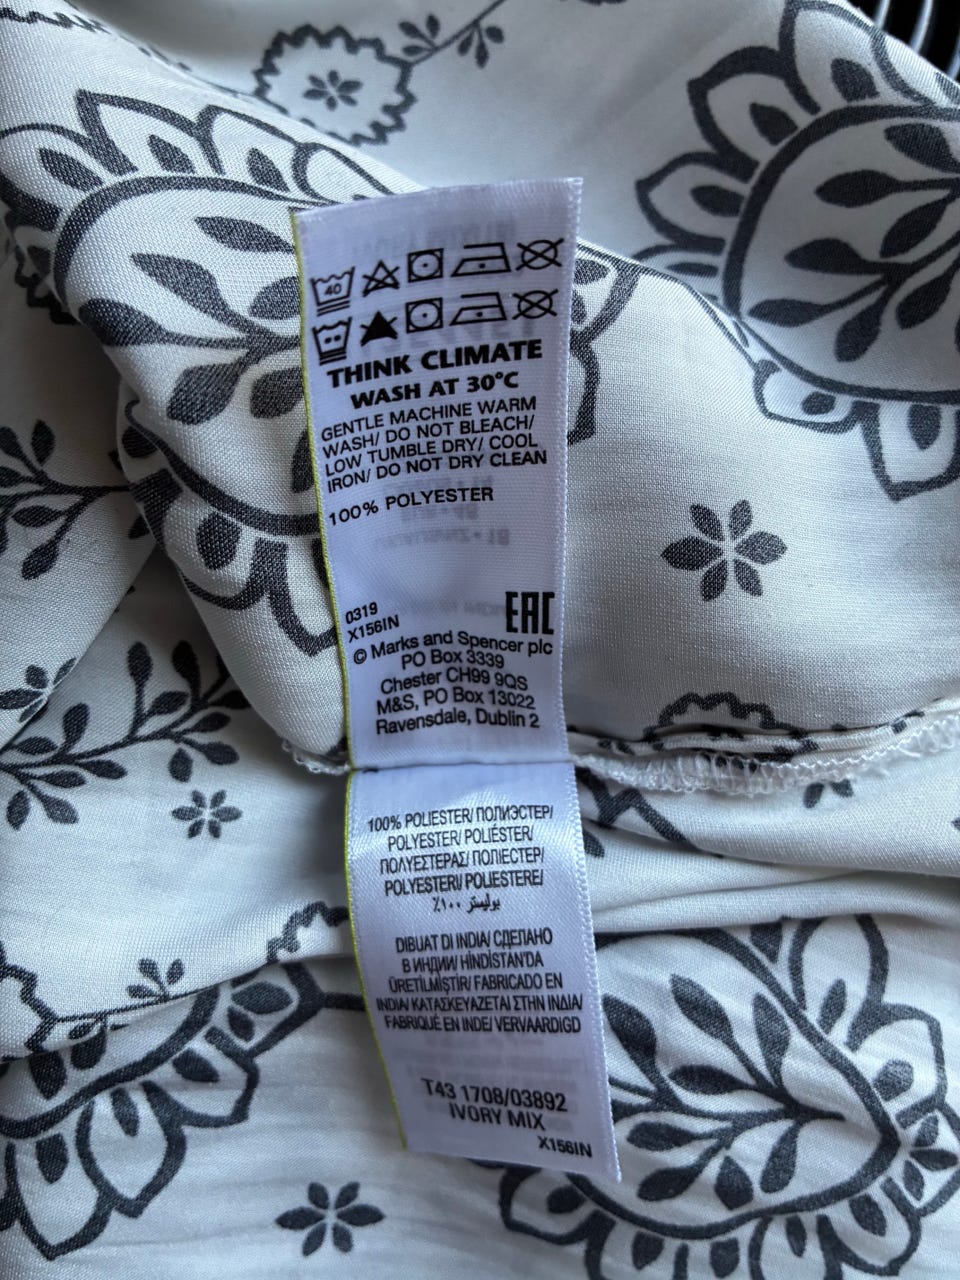 40
THINK CLIMATE
WASH AT 30°C
GENTLE MACHINE WARM
WASH/ DO NOT BLEACH/
LOW TUMBLE DRY/ COOL
IRON/ DO NOT DRY CLEAN
100% POLYESTER
0319
X156IN
EAC
© Marks and Spencer plc
PO Box 3339
Chester CH99 9QS
M&S, PO Box 13022
Ravensdale, Dublin 2
100% POLIESTER/ ПОЛИЭСТЕР/
POLYESTER/ POLIÉSTER/
ΠΟΛΥΕΣΤΕΡΑΣ/ ПОЛІЕСТЕР/
POLYESTERI/ POLIESTERE/
بوليستر ١٠٠٪
DIBUAT DI INDIA/ СДЕЛАНО
В ИНДИИ/ HİNDİSTAN'DA
ÜRETİLMİŞTİR/ FABRICADO EN
INDIA/ ΚΑΤΑΣΚΕΥΑΖΕΤΑΙ ΣΤΗΝ ΙΝΔΙΑ/
FABRIQUÉ EN INDE/ VERVAARDIGD
T43 1708/03892
IVORY MIX
X156IN